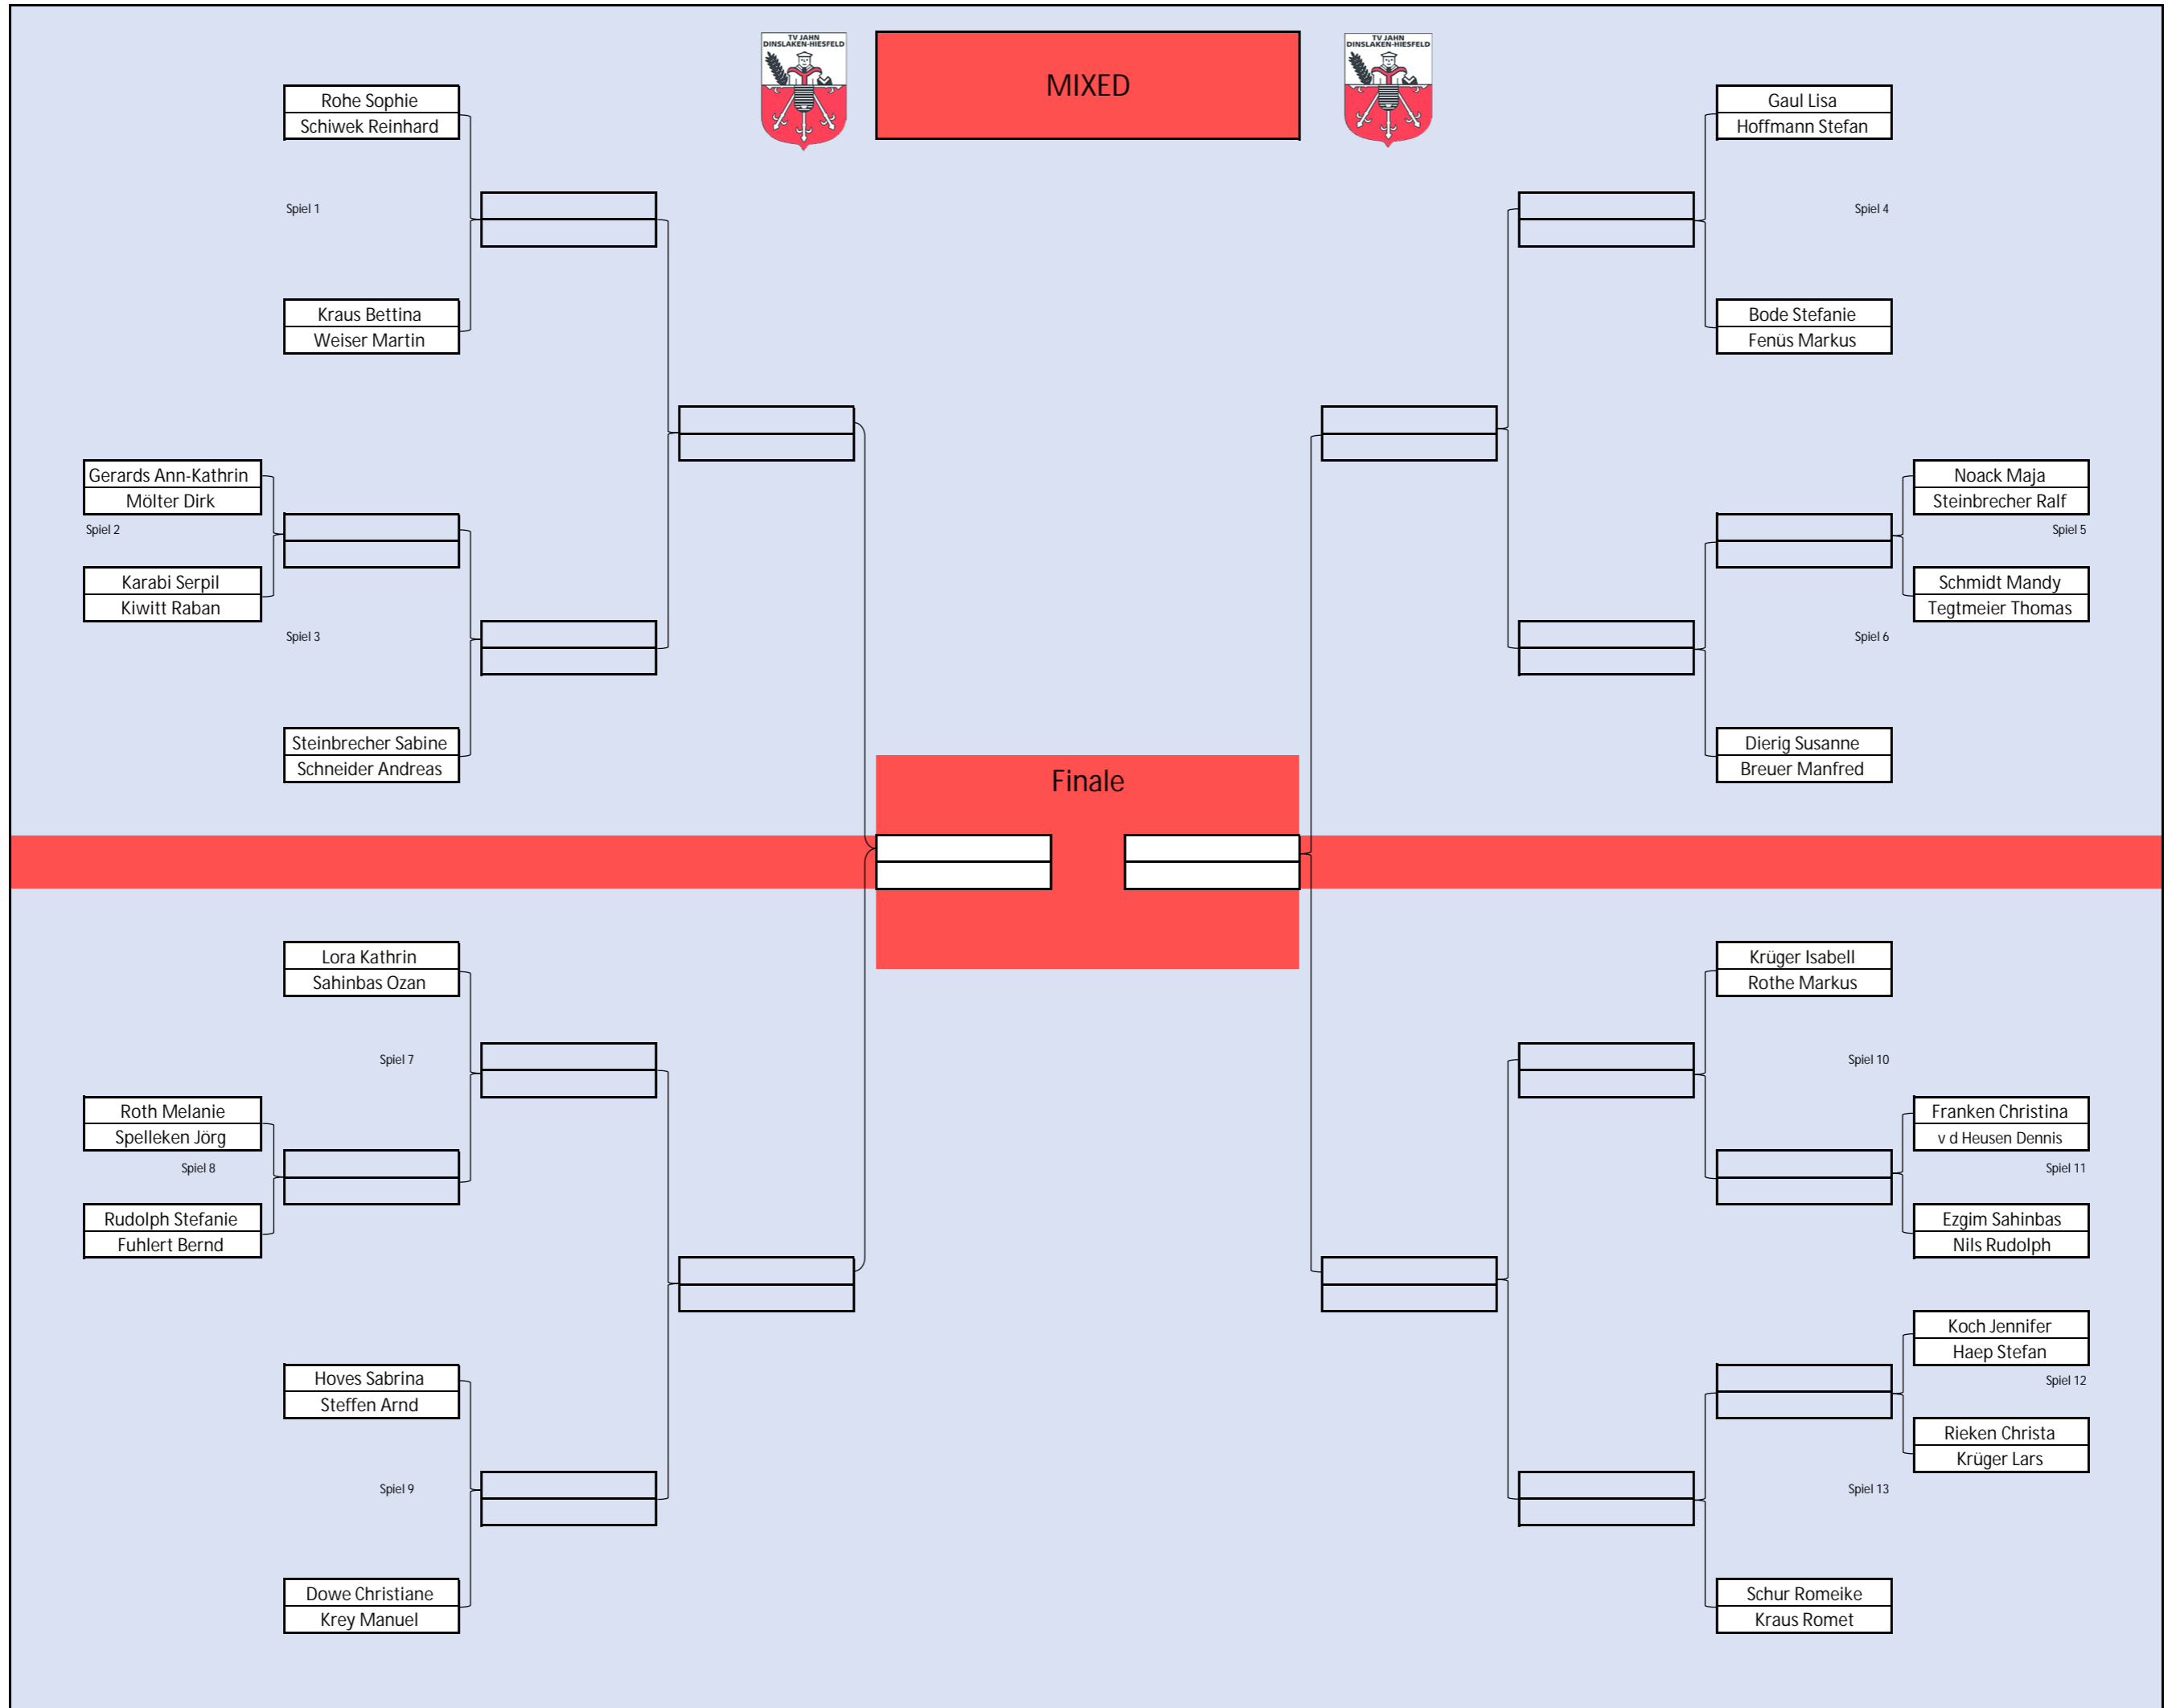 TV JAHN
DINSLAKEN-HIESFELD
MIXED
TV JAHN
DINSLAKEN-HIESFELD
Rohe Sophie
Schiwek Reinhard
Spiel 1
Kraus Bettina
Weiser Martin
Gerards Ann-Kathrin
Mölter Dirk
Spiel 2
Karabi Serpil
Kiwitt Raban
Spiel 3
Steinbrecher Sabine
Schneider Andreas
Gaul Lisa
Hoffmann Stefan
Spiel 4
Bode Stefanie
Fenüs Markus
Noack Maja
Steinbrecher Ralf
Spiel 5
Schmidt Mandy
Tegtmeier Thomas
Spiel 6
Dierig Susanne
Breuer Manfred
Finale
Lora Kathrin
Sahinbas Ozan
Spiel 7
Roth Melanie
Spelleken Jörg
Spiel 8
Rudolph Stefanie
Fuhlert Bernd
Hoves Sabrina
Steffen Arnd
Spiel 9
Dowe Christiane
Krey Manuel
Krüger Isabell
Rothe Markus
Spiel 10
Franken Christina
v d Heusen Dennis
Spiel 11
Ezgim Sahinbas
Nils Rudolph
Koch Jennifer
Haep Stefan
Spiel 12
Rieken Christa
Krüger Lars
Spiel 13
Schur Romeike
Kraus Romet